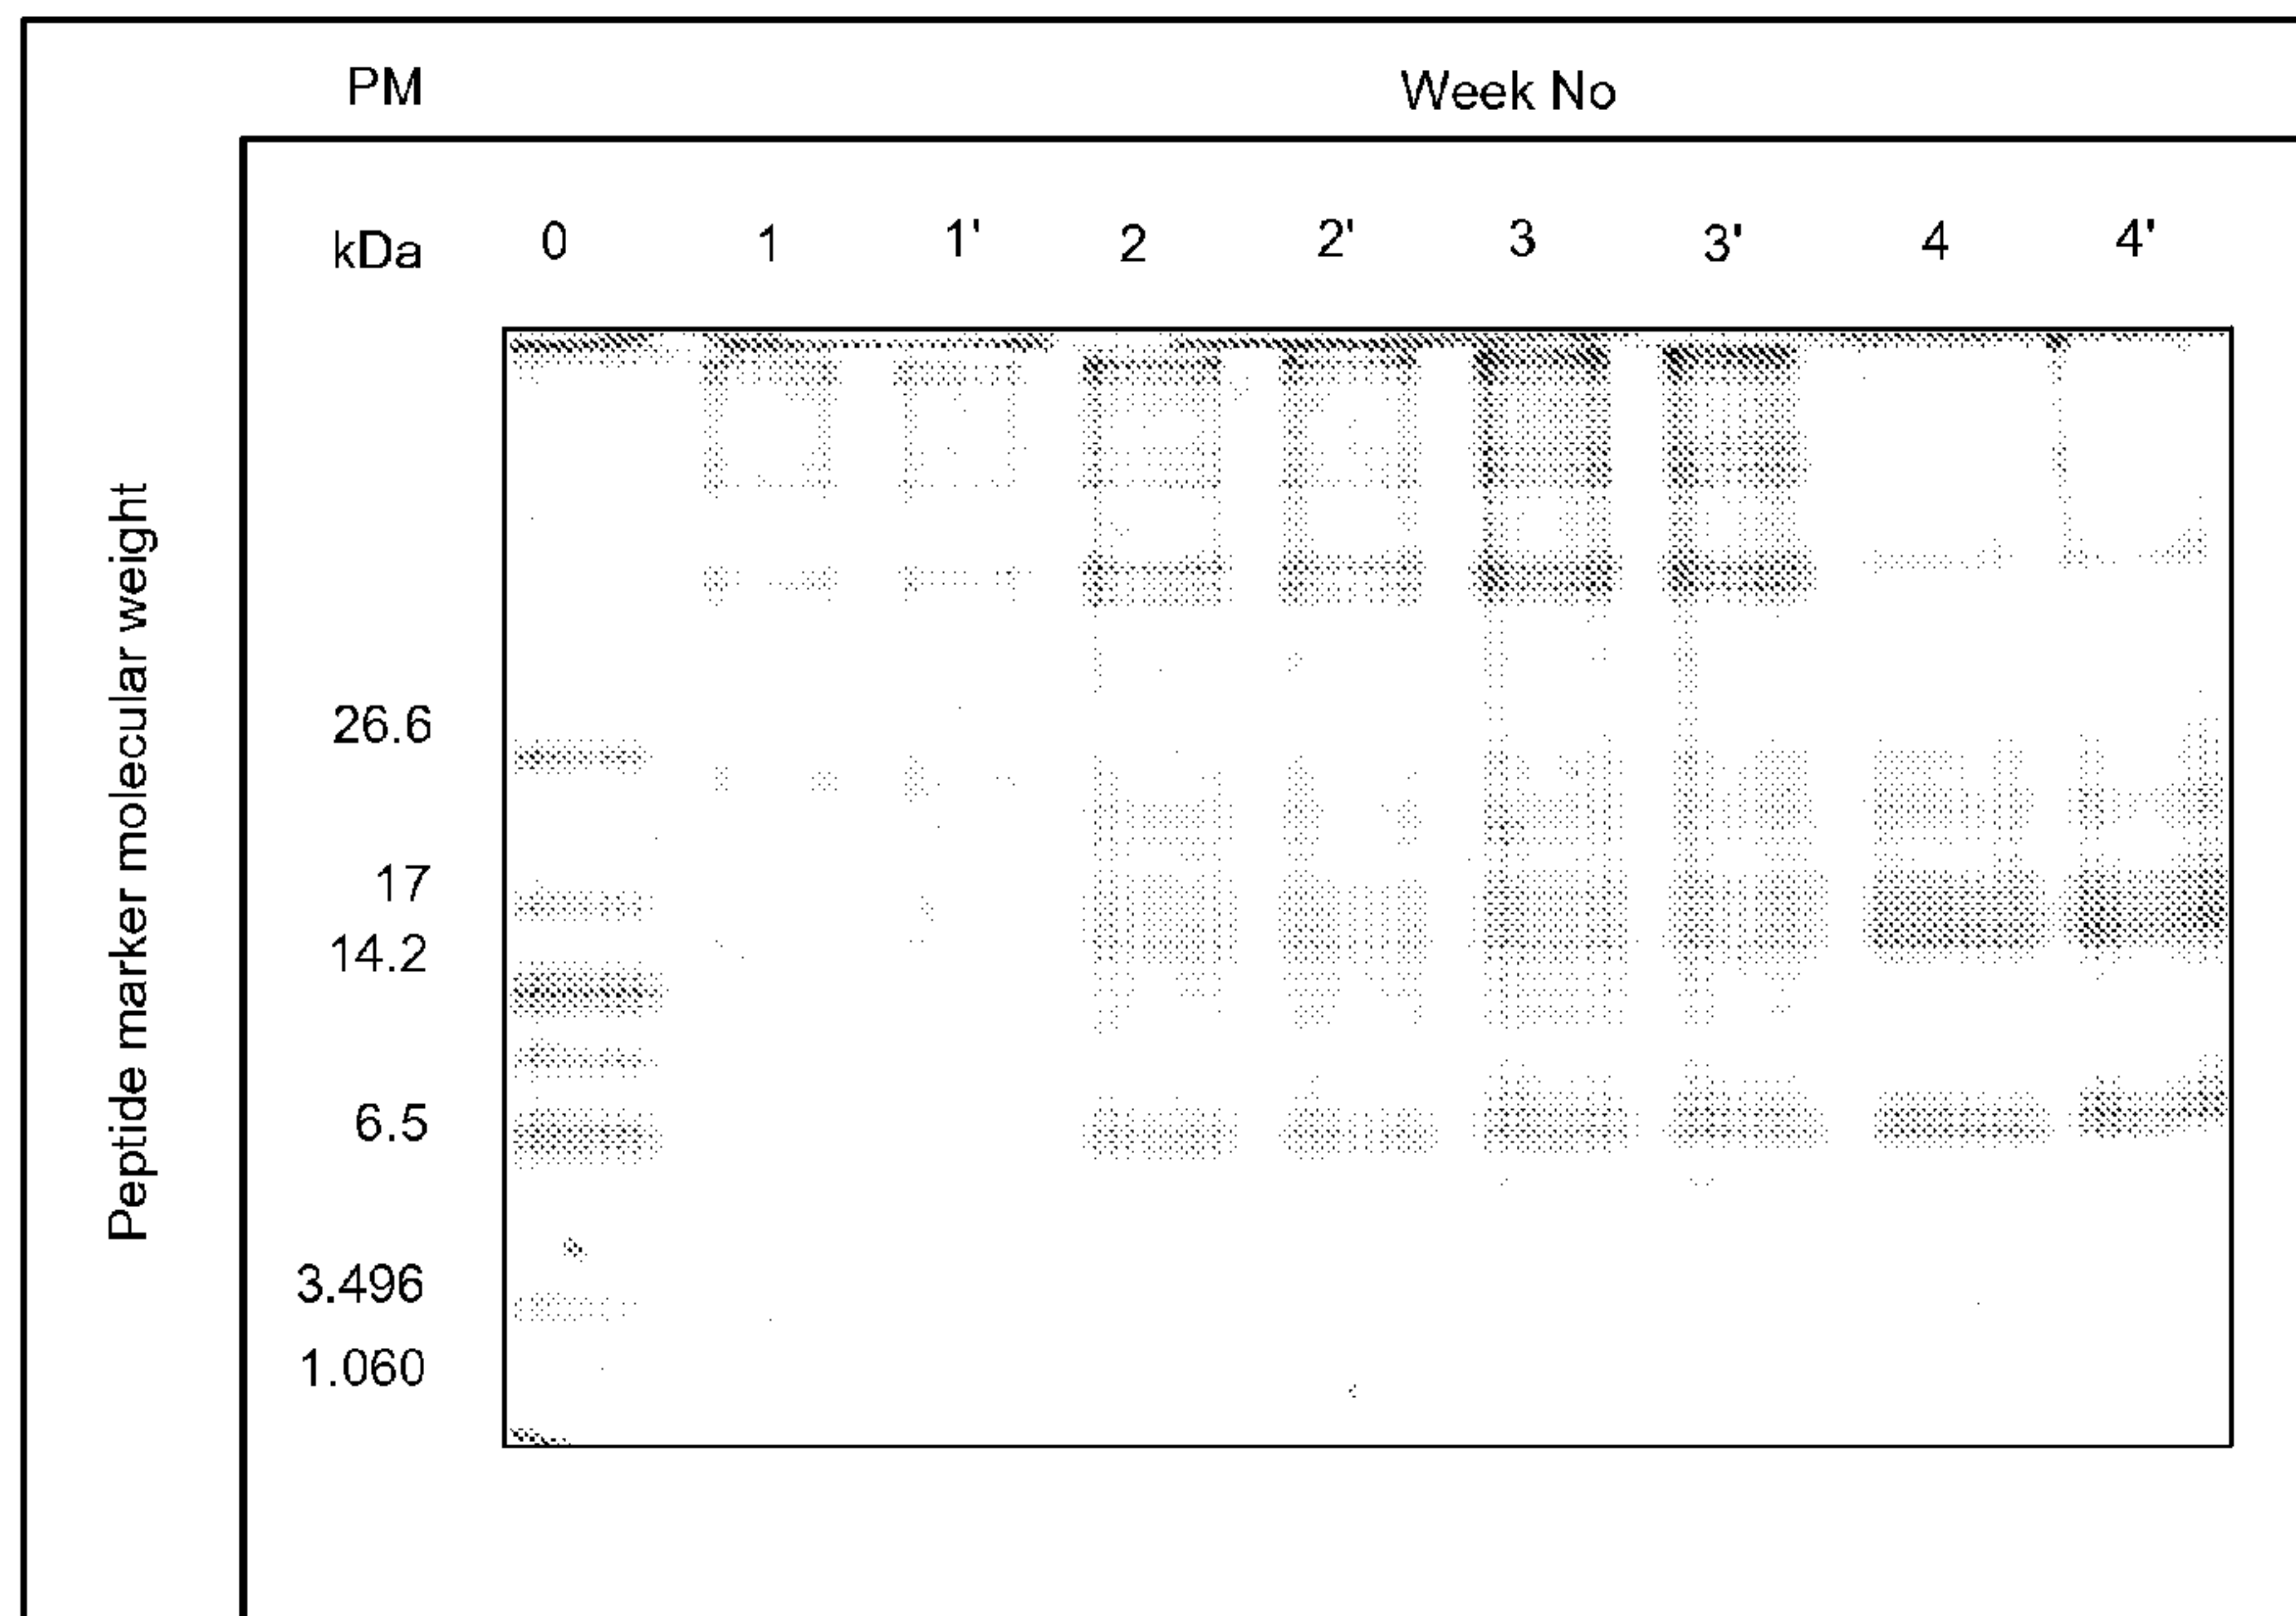 PM
Week No
kDa 0 1 1' 2 2' 3 3' 4 4'
Peptide marker molecular weight
26.6
17
14.2
6.5
3.496
1.060